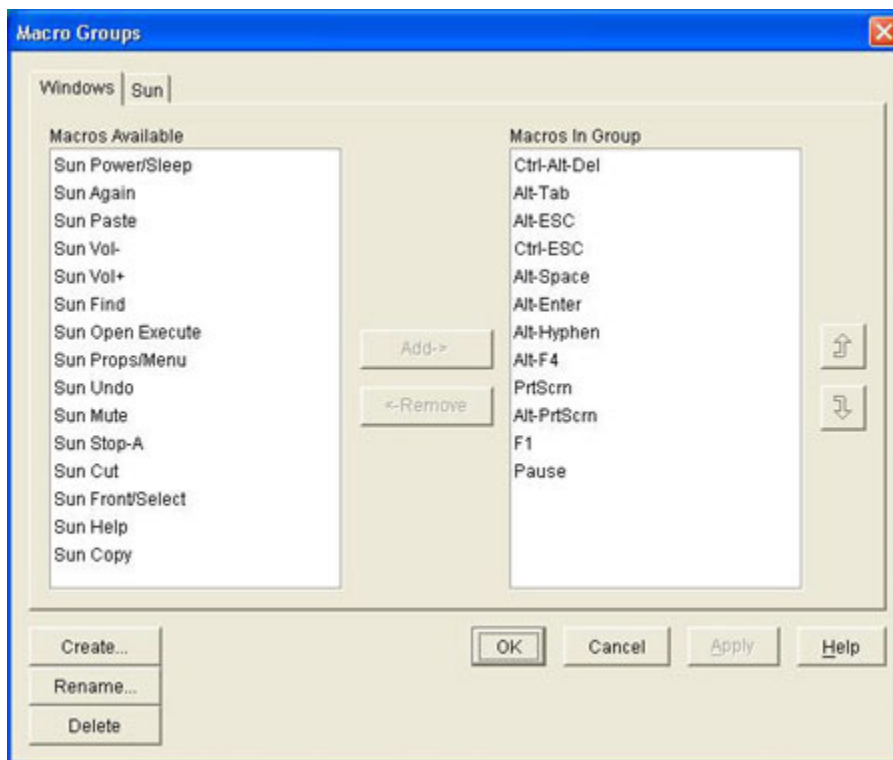 Macro Groups
Windows
Sun
Macros Available
Sun Power/Sleep
Sun Again
Sun Paste
Sun Vol-
Sun Vol+
Sun Find
Sun Open Execute
Sun Props/Menu
Sun Undo
Sun Mute
Sun Stop-A
Sun Cut
Sun Front/Select
Sun Help
Sun Copy
Add->
<-Remove
Macros In Group
Ctrl-Alt-Del
Alt-Tab
Alt-ESC
Ctrl-ESC
Alt-Space
Alt-Enter
Alt-Hyphen
Alt-F4
PrtScrn
Alt-PrtScrn
F1
Pause
Create...
Rename...
Delete
OK
Cancel
Apply
Help